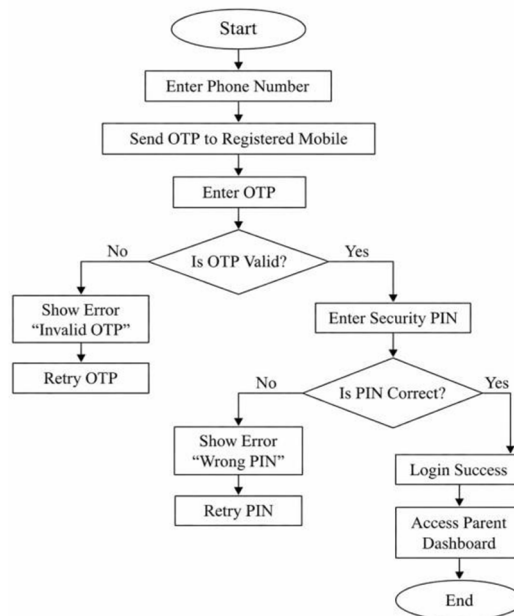 Start
Enter Phone Number
Send OTP to Registered Mobile
Enter OTP
No
Is OTP Valid?
Yes
Show Error
“Invalid OTP”
Retry OTP
Enter Security PIN
No
Is PIN Correct?
Yes
Show Error
“Wrong PIN”
Retry PIN
Login Success
Access Parent
Dashboard
End